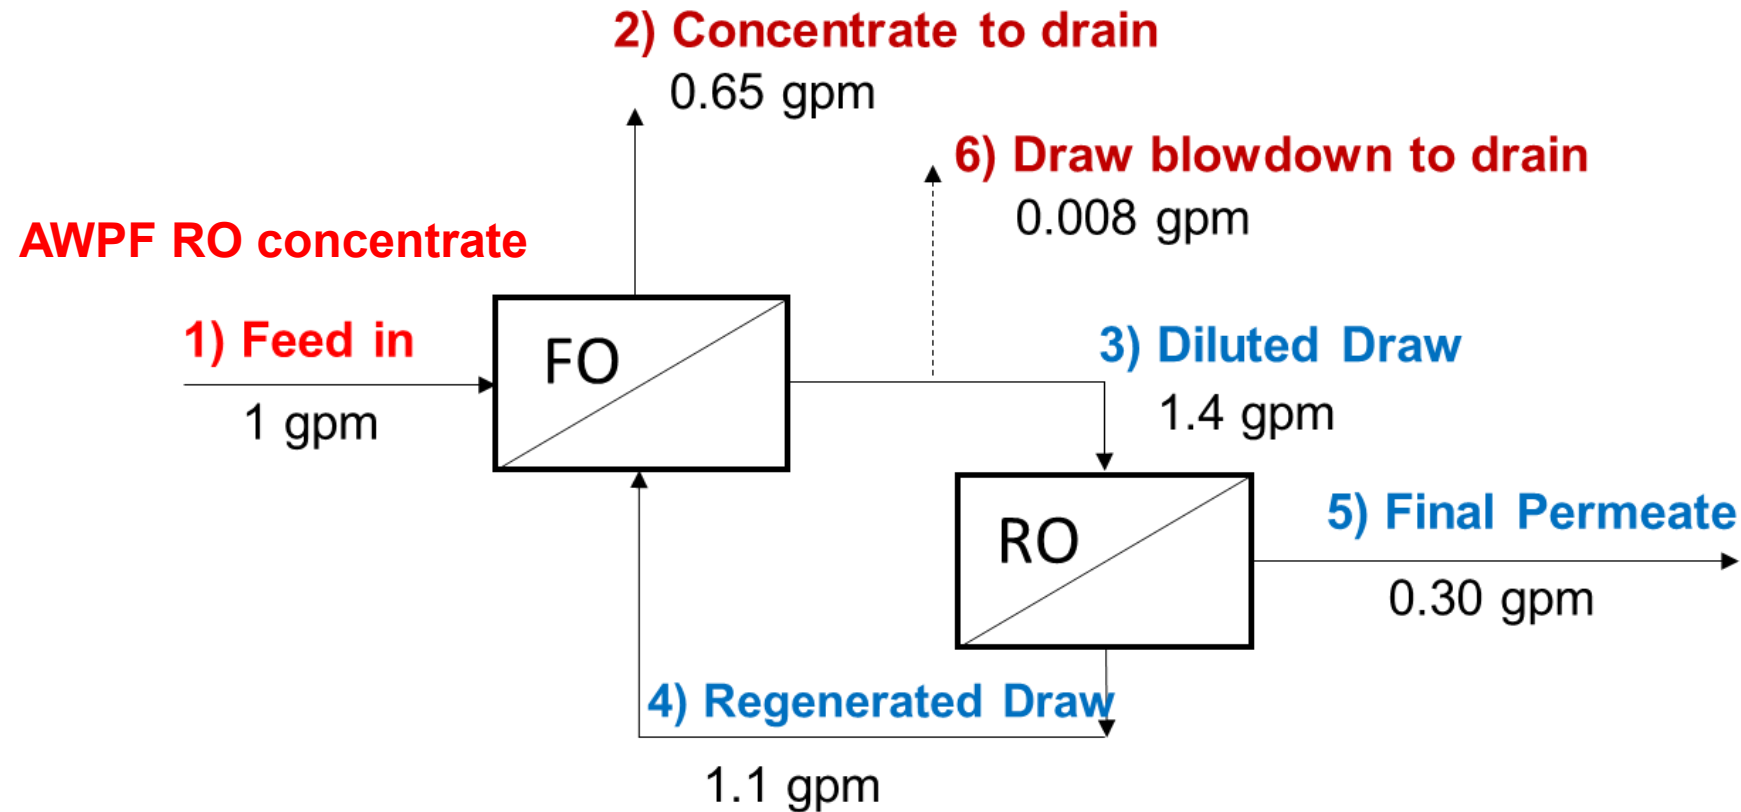 2) Concentrate to drain
0.65 gpm
6) Draw blowdown to drain
0.008 gpm
AWPF RO concentrate
1) Feed in
1 gpm
FO
3) Diluted Draw
1.4 gpm
RO
5) Final Permeate
0.30 gpm
4) Regenerated Draw
1.1 gpm